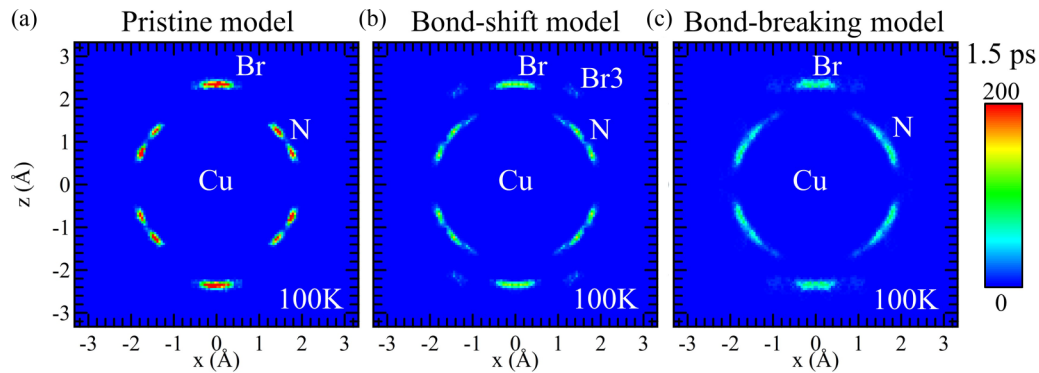 (a) Pristine model
(b) Bond-shift model
(c) Bond-breaking model
3
2
1
0
-1
-2
-3
z (Å)
Br
N
Cu
100K
-3 -2 -1 0 1 2 3
x (Å)
Br
Br3
N
Cu
100K
-3 -2 -1 0 1 2 3
x (Å)
Br
N
Cu
100K
-3 -2 -1 0 1 2 3
x (Å)
1.5 ps
200
0